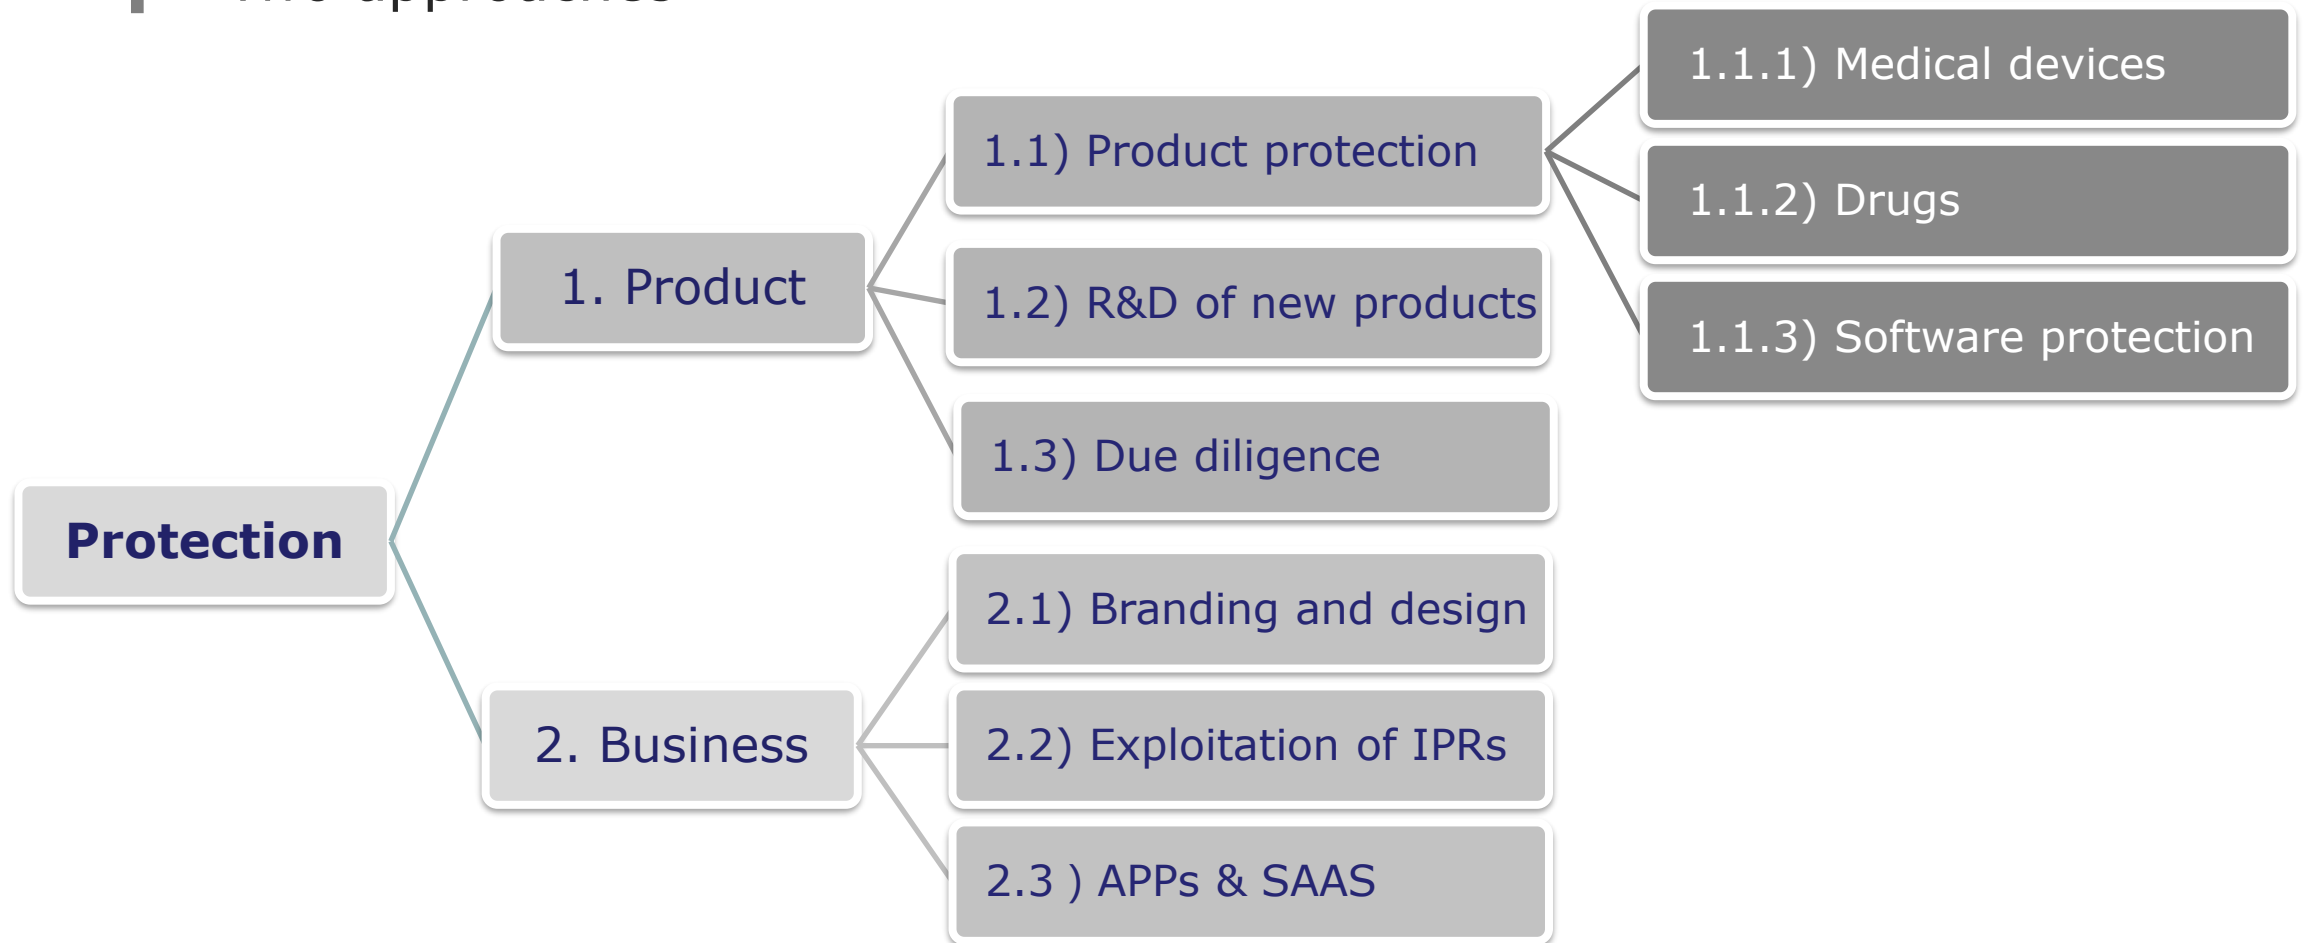 Two approaches
1.1.1) Medical devices
1.1) Product protection
1.1.2) Drugs
1. Product
1.2) R&D of new products
1.1.3) Software protection
1.3) Due diligence
Protection
2.1) Branding and design
2. Business
2.2) Exploitation of IPRs
2.3 ) APPs & SAAS